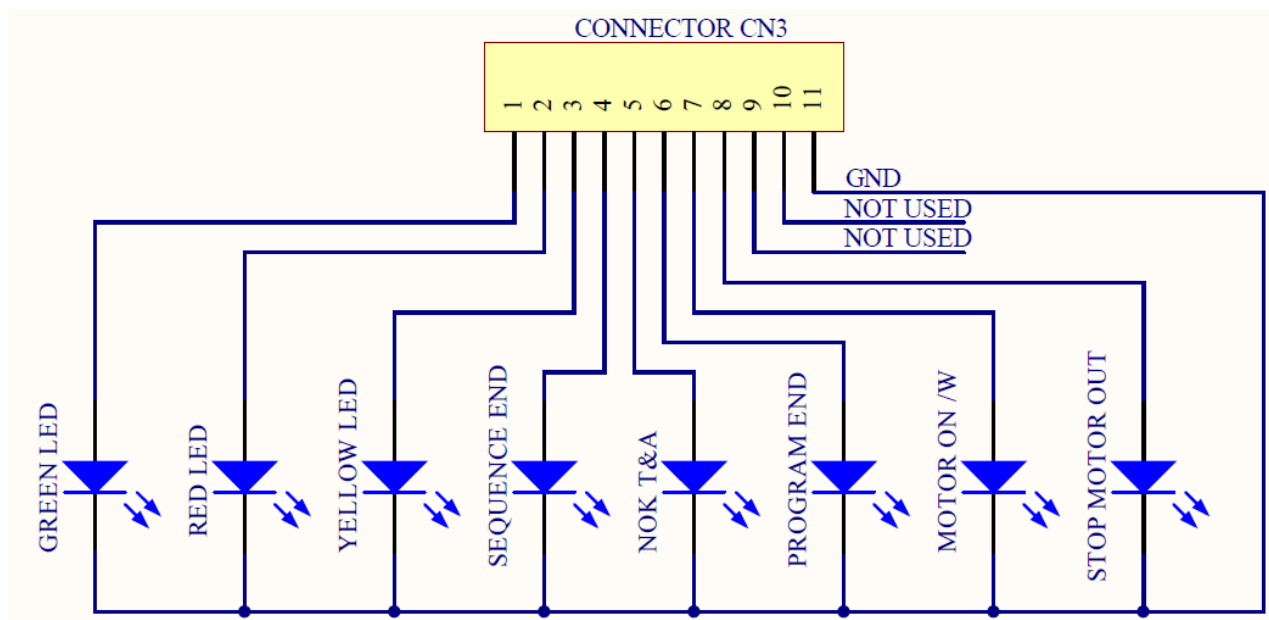 CONNECTOR CN3
1 2 3 4 5 6 7 8 9 10 11
GND
NOT USED
NOT USED
GREEN LED
RED LED
YELLOW LED
SEQUENCE END
NOK T&A
PROGRAM END
MOTOR ON /W
STOP MOTOR OUT